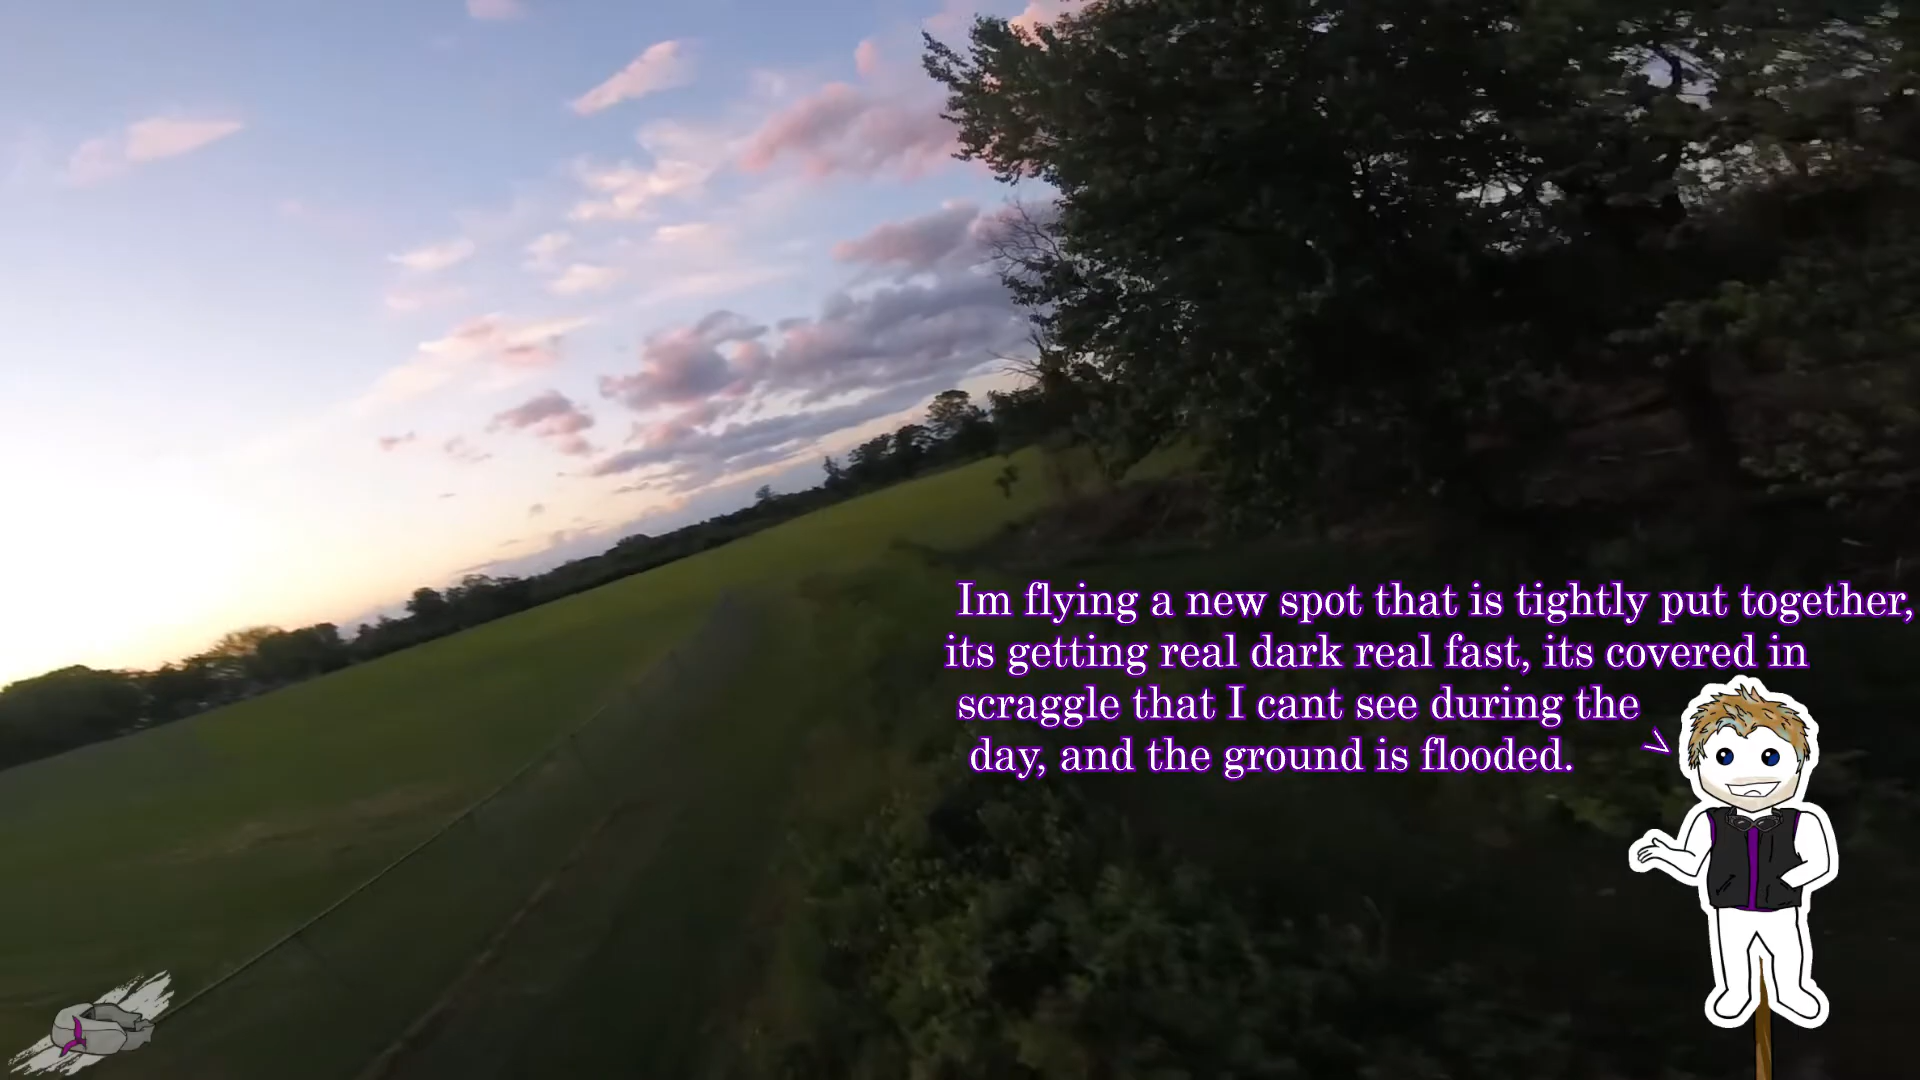 Im flying a new spot that is tightly put together,
its getting real dark real fast, its covered in
scraggle that I cant see during the
day, and the ground is flooded.